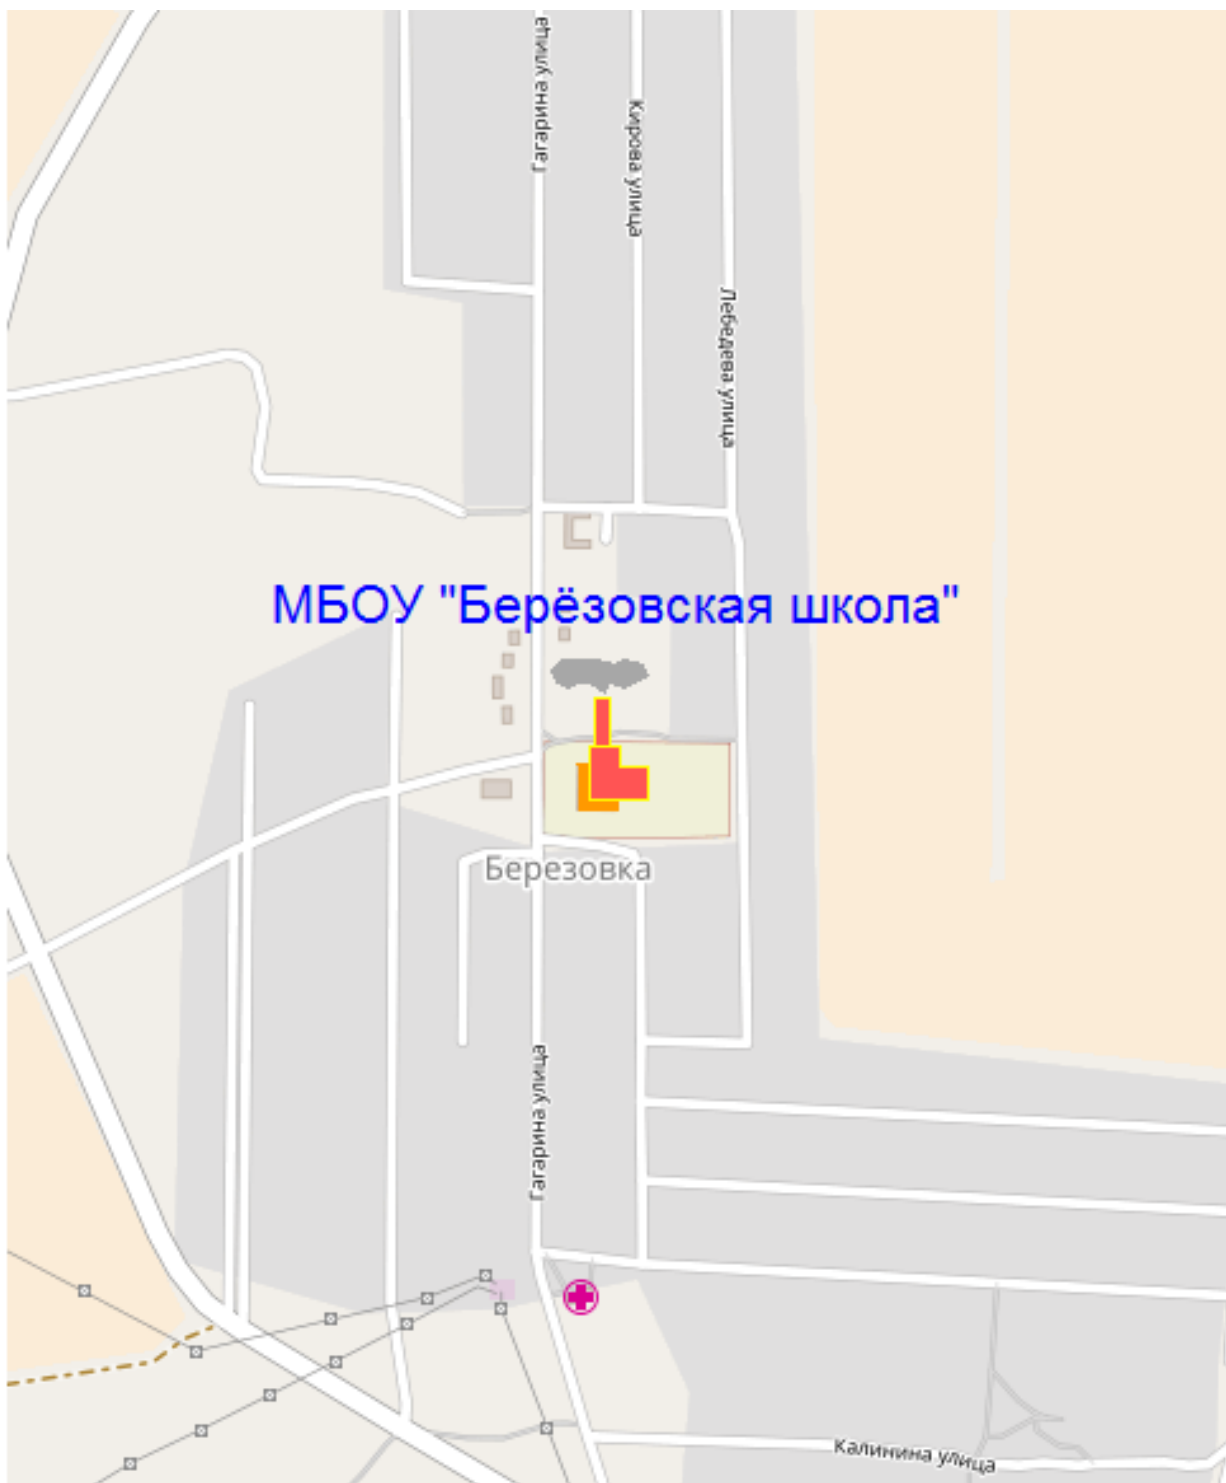 Гагарина улица
Кирова улица
Лебедева улица
МБОУ "Берёзовская школа"
Березовка
Гагарина улица
Калинина улица